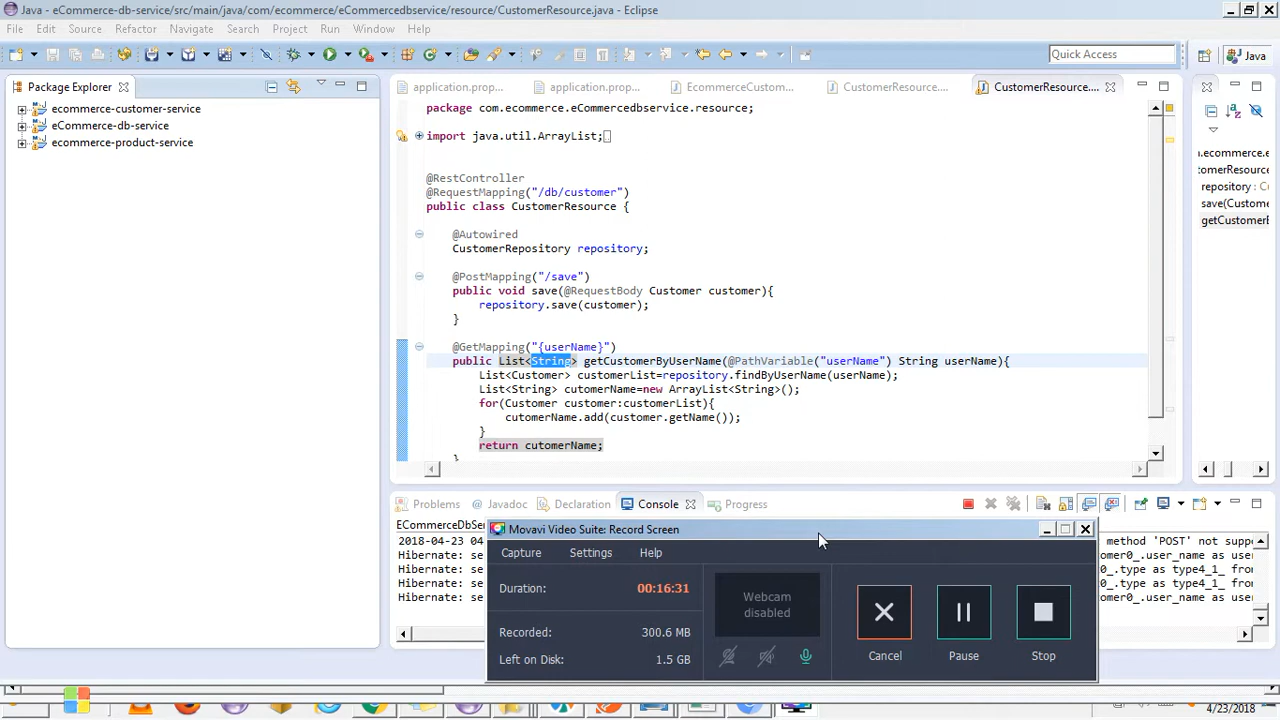 Java - eCommerce-db-service/src/main/java/com/ecommerce/eCommercedbservice/resource/CustomerResource.java - Eclipse
File Edit Source Refactor Navigate Search Project Run Window Help
Quick Access
Java
Package Explorer
application.prop...
application.prop...
EcommerceCustom...
CustomerResource....
CustomerResource....
ecommerce-customer-service
eCommerce-db-service
ecommerce-product-service
package com.ecommerce.eCommercedbservice.resource;
import java.util.ArrayList;
@RestController
@RequestMapping("/db/customer")
public class CustomerResource {
@Autowired
CustomerRepository repository;
@PostMapping("/save")
public void save(@RequestBody Customer customer){
repository.save(customer);
}
@GetMapping("{userName}")
public List<String> getCustomerByUserName(@PathVariable("userName") String userName){
List<Customer> customerList=repository.findByUserName(userName);
List<String> cutomerName=new ArrayList<String>();
for(Customer customer:customerList){
cutomerName.add(customer.getName());
}
return cutomerName;
}
n.ecommerce.e
tomerResource
repository : Cu
save(Custome
getCustomerB
Problems Javadoc Declaration Console Progress
ECommerceDbSer
2018-04-23
method 'POST' not supp
Hibernate: se
omer0_.user_name as user
Hibernate: se
0_.type as type4_1_ from
Hibernate: se
0_.type as type4_1_ from
Hibernate: se
omer0_.user_name as user
Movavi Video Suite: Record Screen
Capture Settings Help
Duration: 00:16:31
Recorded: 300.6 MB
Left on Disk: 1.5 GB
Webcam
disabled
Cancel Pause Stop
4/23/2018